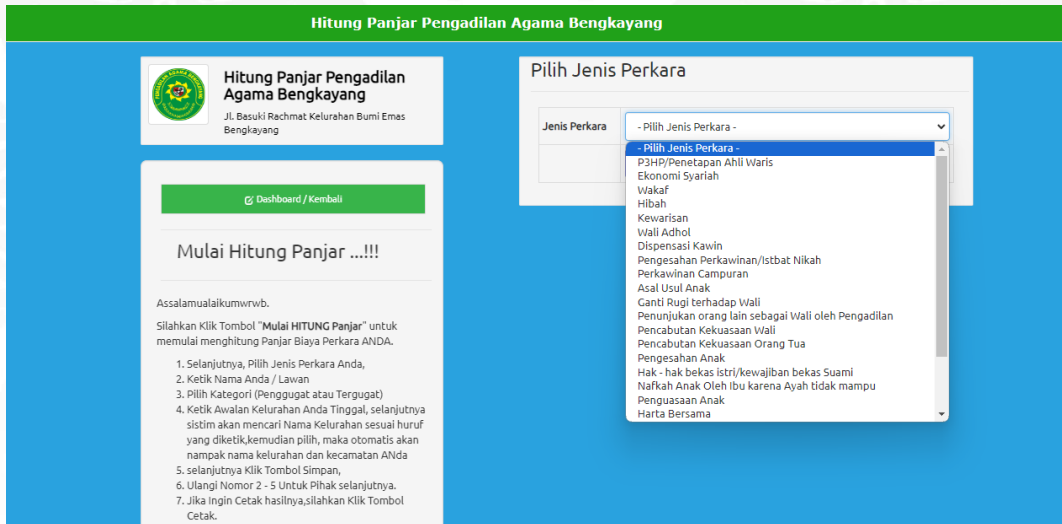 Hitung Panjar Pengadilan Agama Bengkayang
Hitung Panjar Pengadilan
Agama Bengkayang
Jl. Basuki Rachmat Kelurahan Bumi Emas
Bengkayang
Dashboard / Kembali
Mulai Hitung Panjar ...!!!
Assalamualaikumwrwb.
Silahkan Klik Tombol "Mulai HITUNG Panjar" untuk
memulai menghitung Panjar Biaya Perkara ANDA.
1. Selanjutnya, Pilih Jenis Perkara Anda,
2. Ketik Nama Anda / Lawan
3. Pilih Kategori (Penggugat atau Tergugat)
4. Ketik Awalan Kelurahan Anda Tinggal, selanjutnya
sistim akan mencari Nama Kelurahan sesuai huruf
yang diketik,kemudian pilih, maka otomatis akan
nampak nama kelurahan dan kecamatan ANda
5. selanjutnya Klik Tombol Simpan,
6. Ulangi Nomor 2 - 5 Untuk Pihak selanjutnya.
7. Jika Ingin Cetak hasilnya,silahkan Klik Tombol
Cetak.
Pilih Jenis Perkara
Jenis Perkara
- Pilih Jenis Perkara -
- Pilih Jenis Perkara -
P3HP/Penetapan Ahli Waris
Ekonomi Syariah
Wakaf
Hibah
Kewarisan
Wali Adhol
Dispensasi Kawin
Pengesahan Perkawinan/Istbat Nikah
Perkawinan Campuran
Asal Usul Anak
Ganti Rugi terhadap Wali
Penunjukan orang lain sebagai Wali oleh Pengadilan
Pencabutan Kekuasaan Wali
Pencabutan Kekuasaan Orang Tua
Pengesahan Anak
Hak - hak bekas istri/kewajiban bekas Suami
Nafkah Anak Oleh Ibu karena Ayah tidak mampu
Penguasaan Anak
Harta Bersama